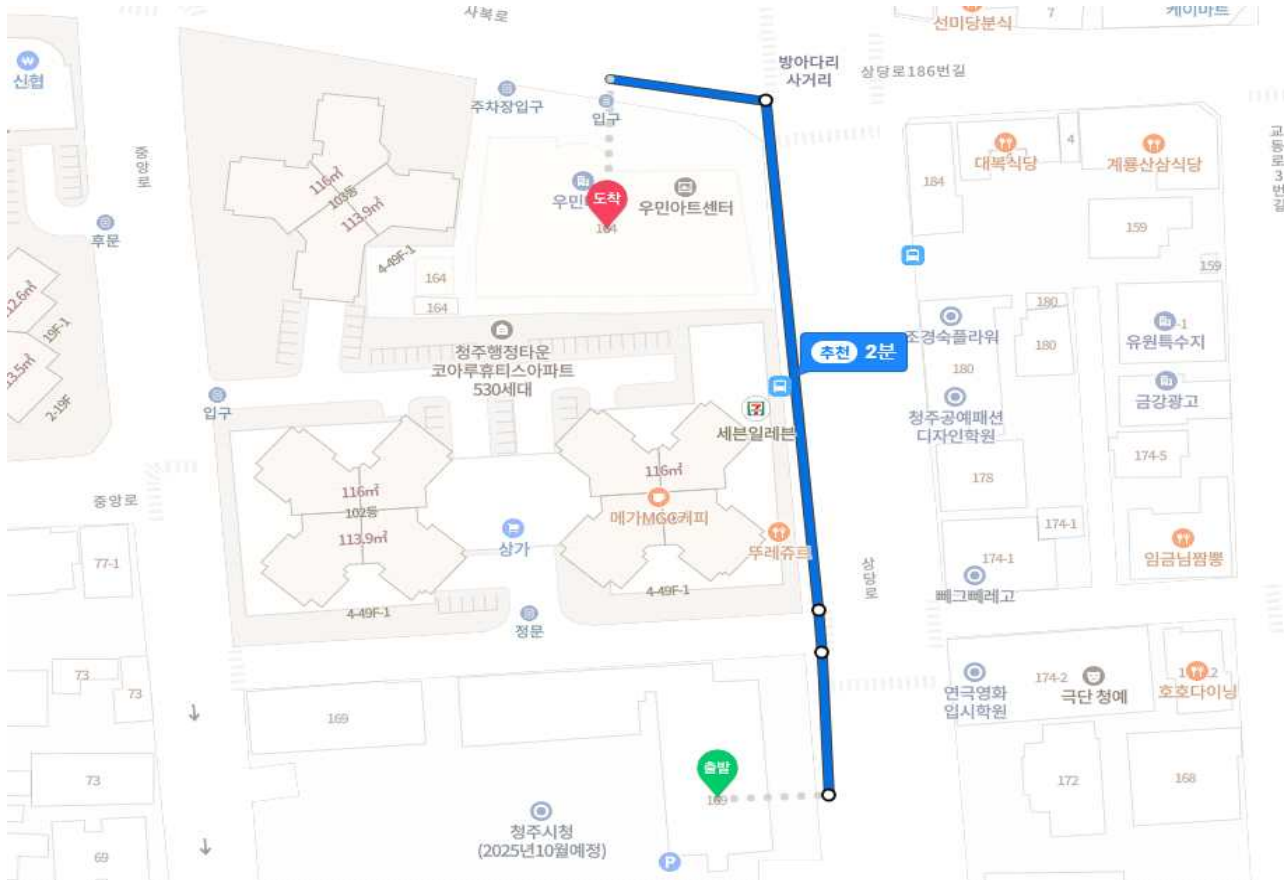 사복로
선미당분식
7
케이마트
신협
방아다리
사거리
상당로186번길
주차장입구
입구
교동로3번길
중앙로
116㎡
103동
113.9㎡
대복식당
4
계룡산삼식당
184
도착
우민아트센터
164
159
후문
4-49F-1
164
164
159
19F-1
조경숙플라워
180
180
180
유원특수지
청주행정타운
코아루휴티스아파트
530세대
추천 2분
2-19F
입구
세븐일레븐
금강광고
청주공예패션
디자인학원
174-5
116㎡
116㎡
178
중앙로
102동
메가MGC커피
113.9㎡
상가
뚜레쥬르
174-1
174-1
임금님짬뽕
77-1
상당로
빼그빼레고
4-49F-1
4-49F-1
정문
73
73
연극영화
입시학원
174-2
극단 청예
호호다이닝
169
출발
73
172
168
169
청주시청
(2025년10월예정)
69
P